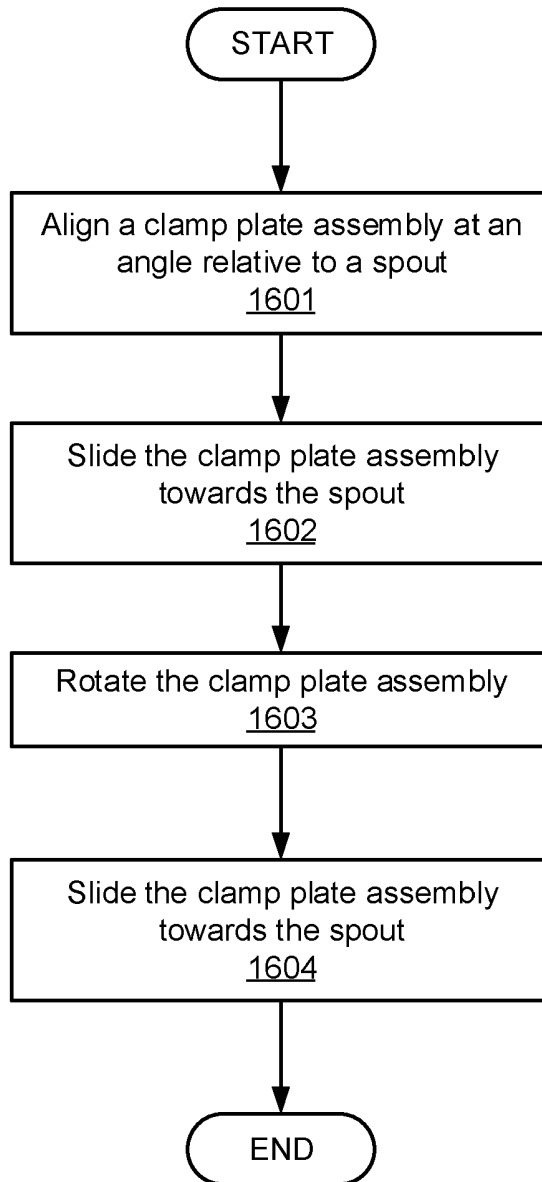 START
Align a clamp plate assembly at an
angle relative to a spout
1601
Slide the clamp plate assembly
towards the spout
1602
Rotate the clamp plate assembly
1603
Slide the clamp plate assembly
towards the spout
1604
END